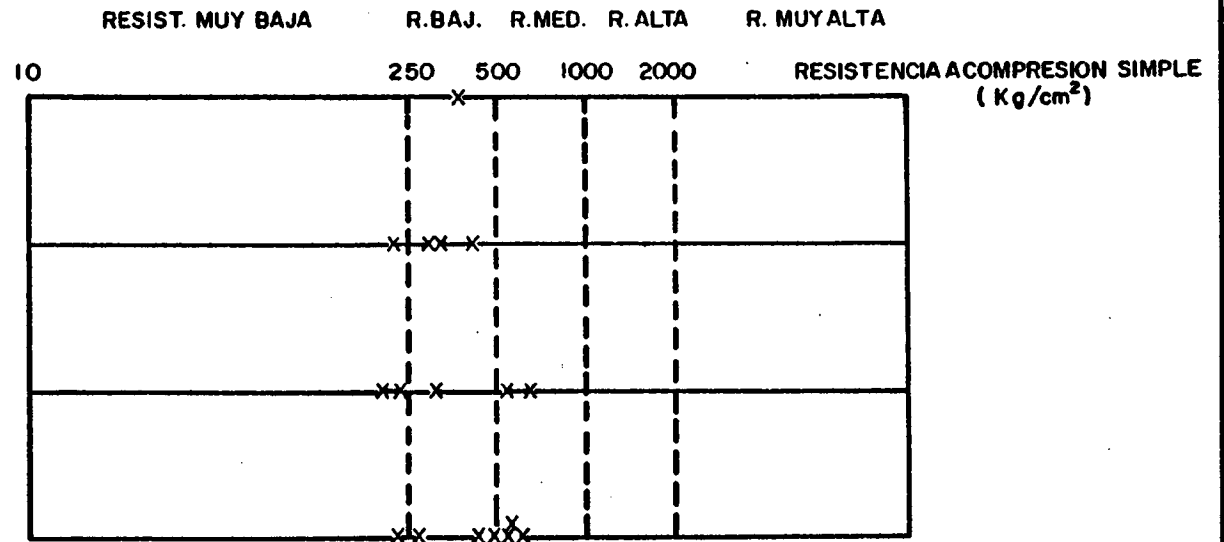 RESIST. MUY BAJA R.BAJ. R.MED. R. ALTA R. MUY ALTA
10 250 500 1000 2000 RESISTENCIA A COMPRESION SIMPLE
(Kg/cm²)